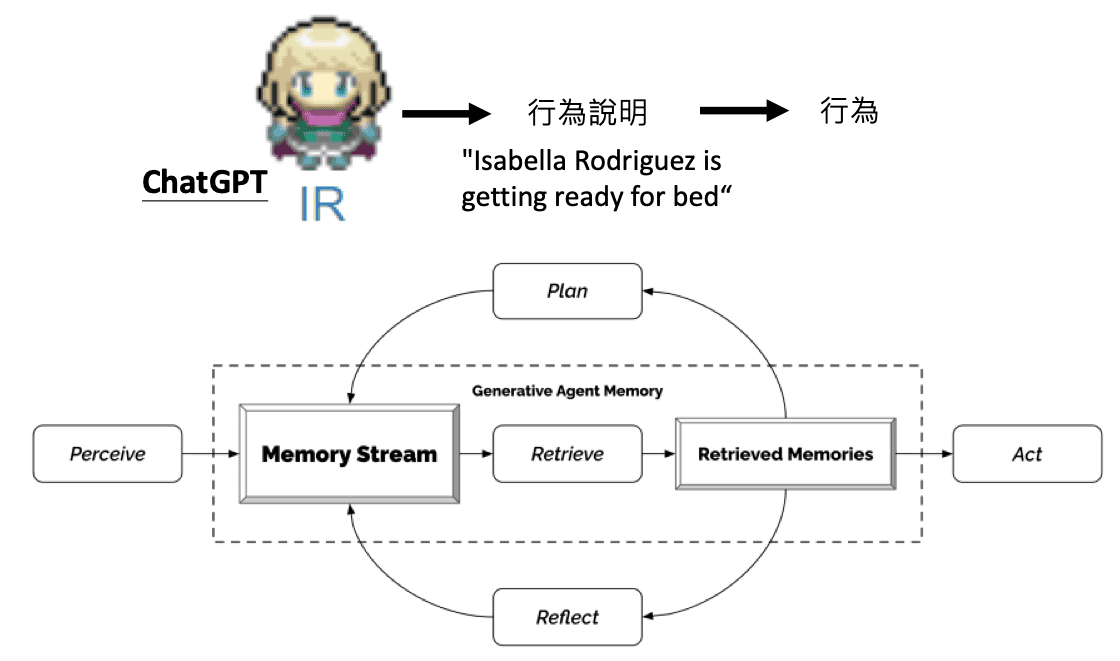 行為說明
行為
"Isabella Rodriguez is
getting ready for bed“
ChatGPT
IR
Plan
Generative Agent Memory
Perceive
Memory Stream
Retrieve
Retrieved Memories
Act
Reflect